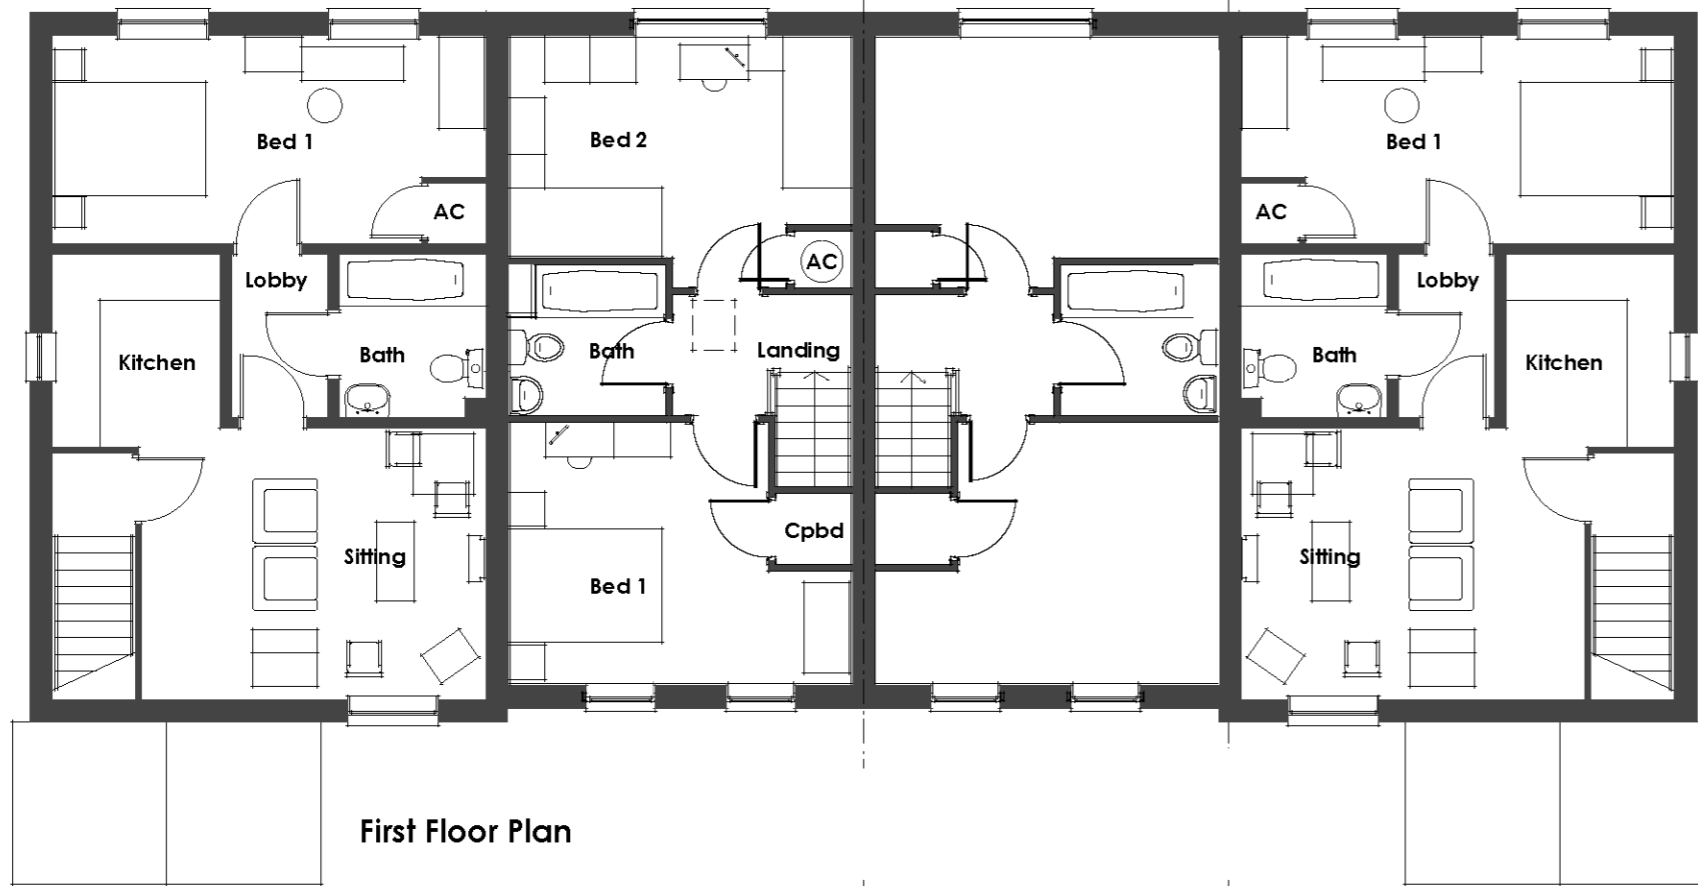 Bed 1
Bed 2
Bed 1
AC
AC
AC
Lobby
Lobby
Kitchen
Bath
Bath
Landing
Bath
Kitchen
Sitting
Cpbd
Sitting
Bed 1
First Floor Plan